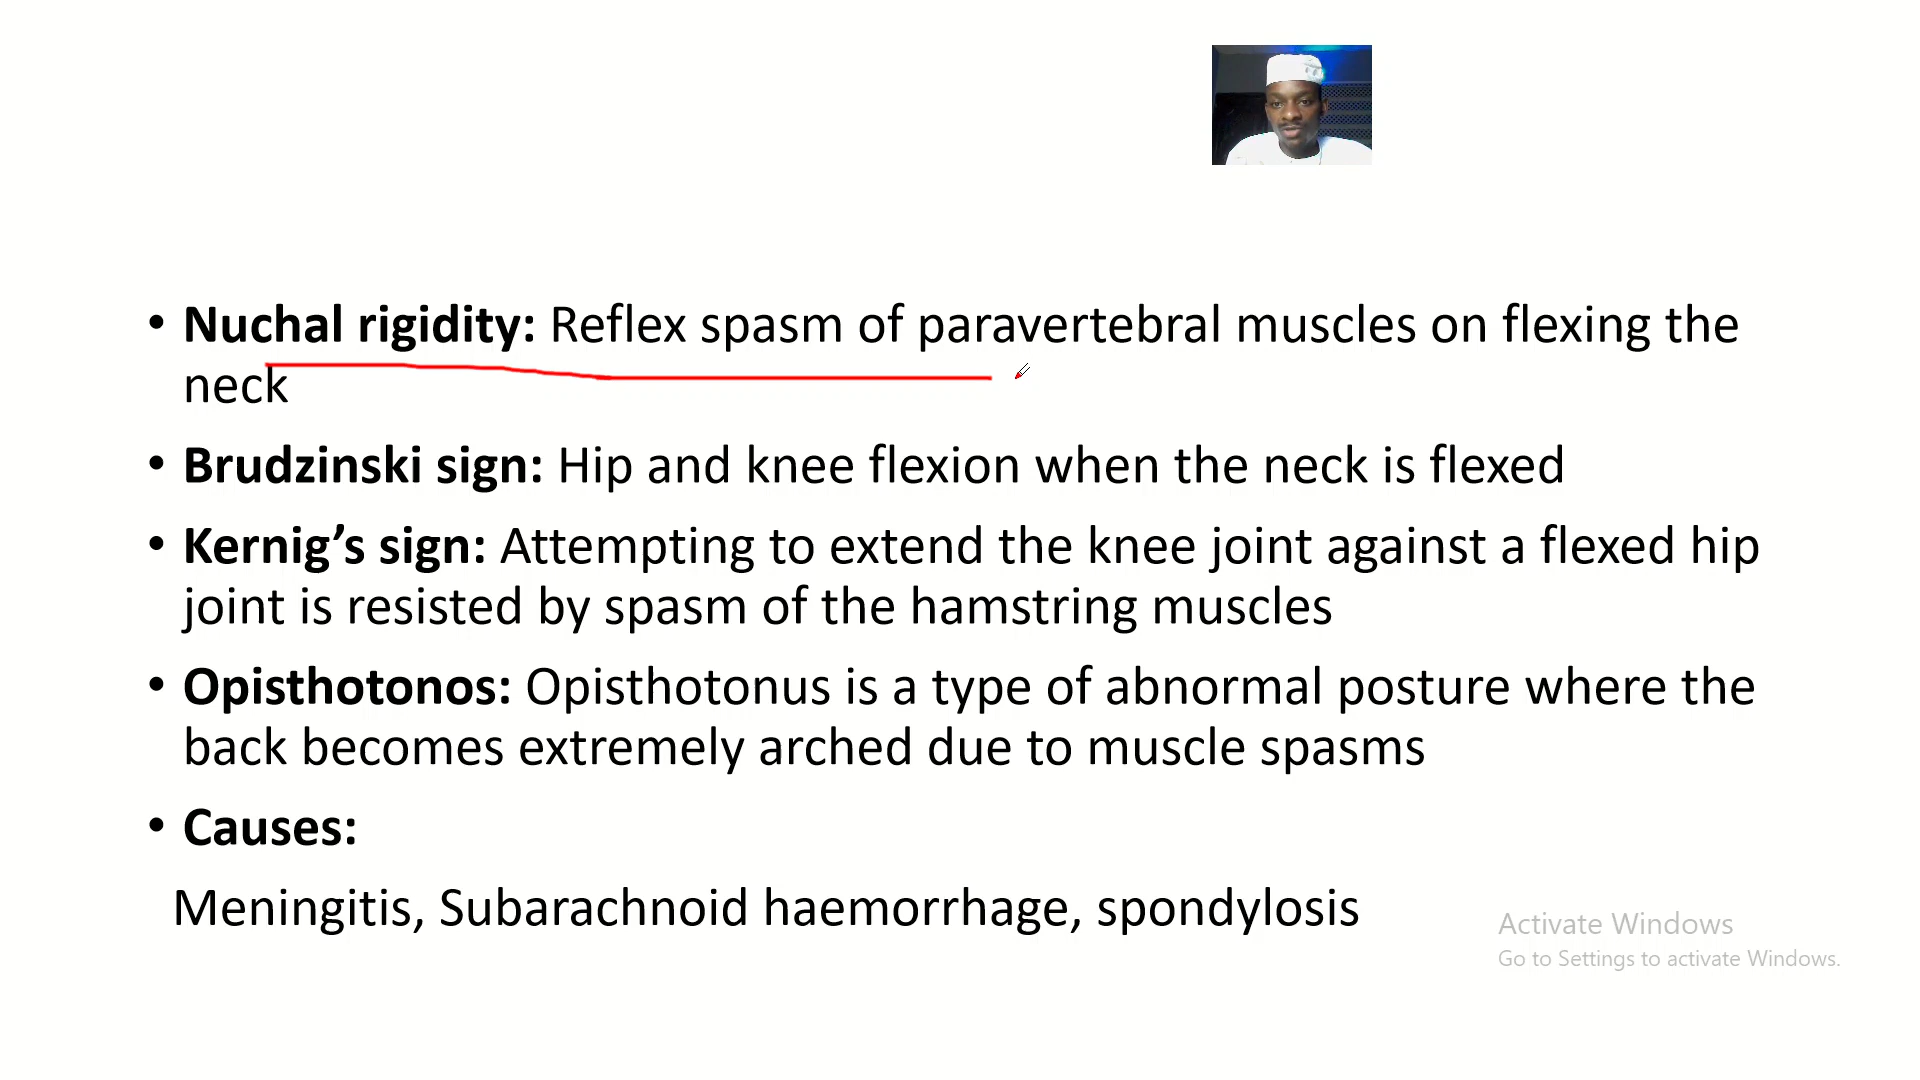 • Nuchal rigidity: Reflex spasm of paravertebral muscles on flexing the
neck
• Brudzinski sign: Hip and knee flexion when the neck is flexed
• Kernig’s sign: Attempting to extend the knee joint against a flexed hip
joint is resisted by spasm of the hamstring muscles
• Opisthotonos: Opisthotonus is a type of abnormal posture where the
back becomes extremely arched due to muscle spasms
• Causes:
Meningitis, Subarachnoid haemorrhage, spondylosis
Activate Windows
Go to Settings to activate Windows.